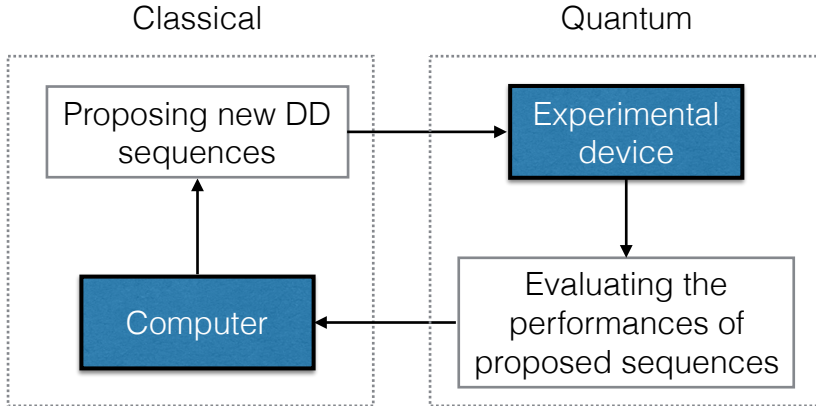 Classical
Quantum
Proposing new DD
sequences
Experimental
device
Computer
Evaluating the
performances of
proposed sequences